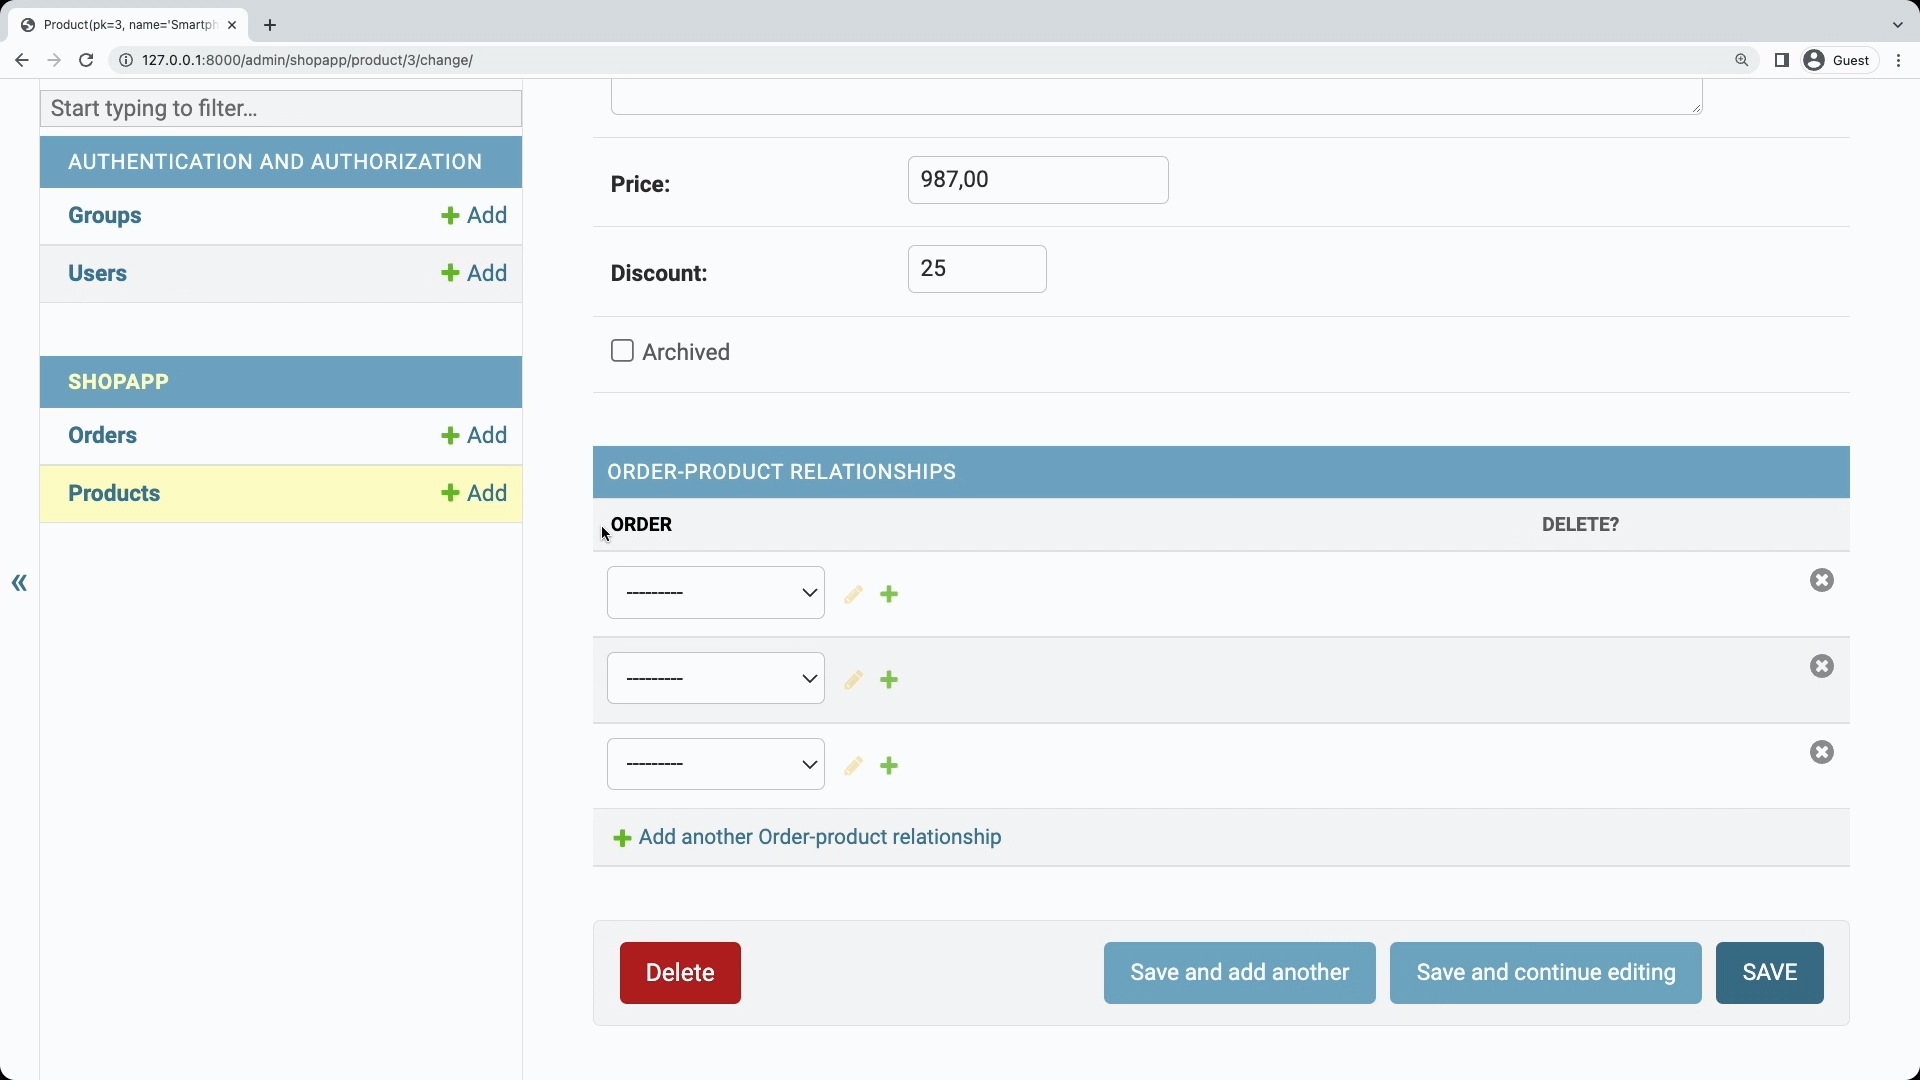 Product(pk=3, name='Smartph
127.0.0.1:8000/admin/shopapp/product/3/change/
Guest
Start typing to filter...
AUTHENTICATION AND AUTHORIZATION
Groups
Add
Users
Add
SHOPAPP
Orders
Add
Products
Add
«
Price:
987,00
Discount:
25
Archived
ORDER-PRODUCT RELATIONSHIPS
ORDER
DELETE?
---------
---------
---------
Add another Order-product relationship
Delete
Save and add another
Save and continue editing
SAVE